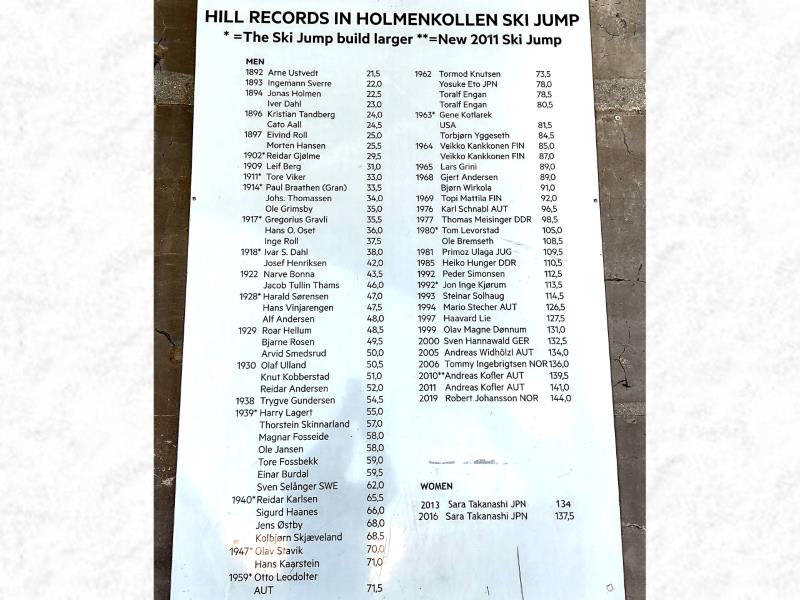 HILL RECORDS IN HOLMENKOLLEN SKI JUMP
* =The Ski Jump build larger **=New 2011 Ski Jump
MEN
1892 Arne Ustvedt 21,5
1893 Ingemann Sverre 22,0
1894 Jonas Holmen 22,5
Iver Dahl 23,0
1896 Kristian Tandberg 24,0
Cato Aall 24,5
1897 Eivind Roll 25,0
Morten Hansen 25,5
1902* Reidar Gjølme 29,5
1909 Leif Berg 31,0
1911* Tore Viker 33,0
1914* Paul Braathen (Gran) 33,5
Johs. Thomassen 34,0
Ole Grimsby 35,0
1917* Gregorius Gravli 35,5
Hans O. Oset 36,0
Inge Roll 37,5
1918* Ivar S. Dahl 38,0
Josef Henriksen 42,0
1922 Narve Bonna 43,5
Jacob Tullin Thams 46,0
1928* Harald Sørensen 47,0
Hans Vinjarengen 47,5
Alf Andersen 48,0
1929 Roar Hellum 48,5
Bjarne Rosen 49,5
Arvid Smedsrud 50,0
1930 Olaf Ulland 50,5
Knut Kobberstad 51,0
Reidar Andersen 52,0
1938 Trygve Gundersen 54,5
1939* Harry Lagert 55,0
Thorstein Skinnarland 57,0
Magnar Fosseide 58,0
Ole Jansen 58,0
Tore Fossbekk 59,0
Einar Burdal 59,5
Sven Selånger SWE 62,0
1940* Reidar Karlsen 65,5
Sigurd Haanes 66,0
Jens Østby 68,0
Kolbjørn Skjæveland 68,5
1947* Olav Stavik 70,0
Hans Kaarstein 71,0
1959* Otto Leodolter
AUT 71,5
1962 Tormod Knutsen 73,5
Yosuke Eto JPN 78,0
Toralf Engan 78,5
Toralf Engan 80,5
1963* Gene Kotlarek
USA 81,5
Torbjørn Yggeseth 84,5
1964 Veikko Kankkonen FIN 85,0
Veikko Kankkonen FIN 87,0
1965 Lars Grini 89,0
1968 Gjert Andersen 89,0
Bjørn Wirkola 91,0
1969 Topi Mattila FIN 92,0
1976 Karl Schnabl AUT 96,5
1977 Thomas Meisinger DDR 98,5
1980* Tom Levorstad 105,0
Ole Bremseth 108,5
1981 Primoz Ulaga JUG 109,5
1985 Heiko Hunger DDR 110,5
1992 Peder Simonsen 112,5
1992* Jon Inge Kjørum 113,5
1993 Steinar Solhaug 114,5
1994 Mario Stecher AUT 126,5
1997 Haavard Lie 127,5
1999 Olav Magne Dønnum 131,0
2000 Sven Hannawald GER 132,5
2005 Andreas Widhölzl AUT 134,0
2006 Tommy Ingebrigtsen NOR 136,0
2010** Andreas Kofler AUT 139,5
2011 Andreas Kofler AUT 141,0
2019 Robert Johansson NOR 144,0
WOMEN
2013 Sara Takanashi JPN 134
2016 Sara Takanashi JPN 137,5